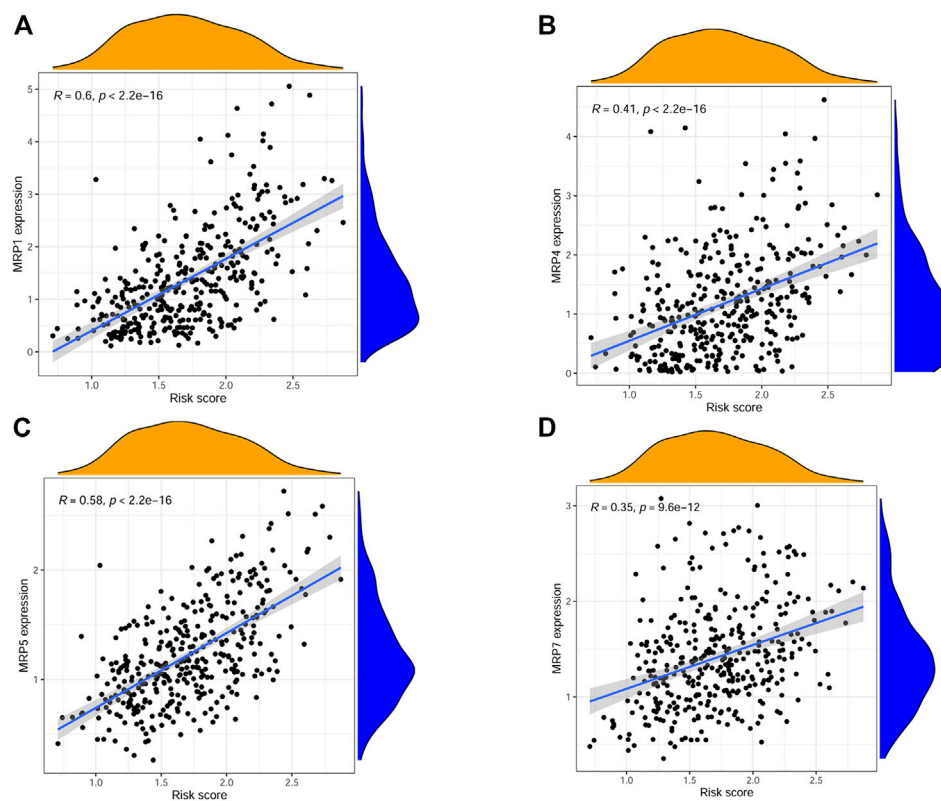 A
R = 0.6, p < 2.2e−16
5
4
3
2
1
0
MRP1 expression
1.0 1.5 2.0 2.5
Risk score
B
R = 0.41, p < 2.2e−16
4
3
2
1
0
MRP4 expression
1.0 1.5 2.0 2.5
Risk score
C
R = 0.58, p < 2.2e−16
2
1
MRP5 expression
1.0 1.5 2.0 2.5
Risk score
D
R = 0.35, p = 9.6e−12
3
2
1
MRP7 expression
1.0 1.5 2.0 2.5
Risk score